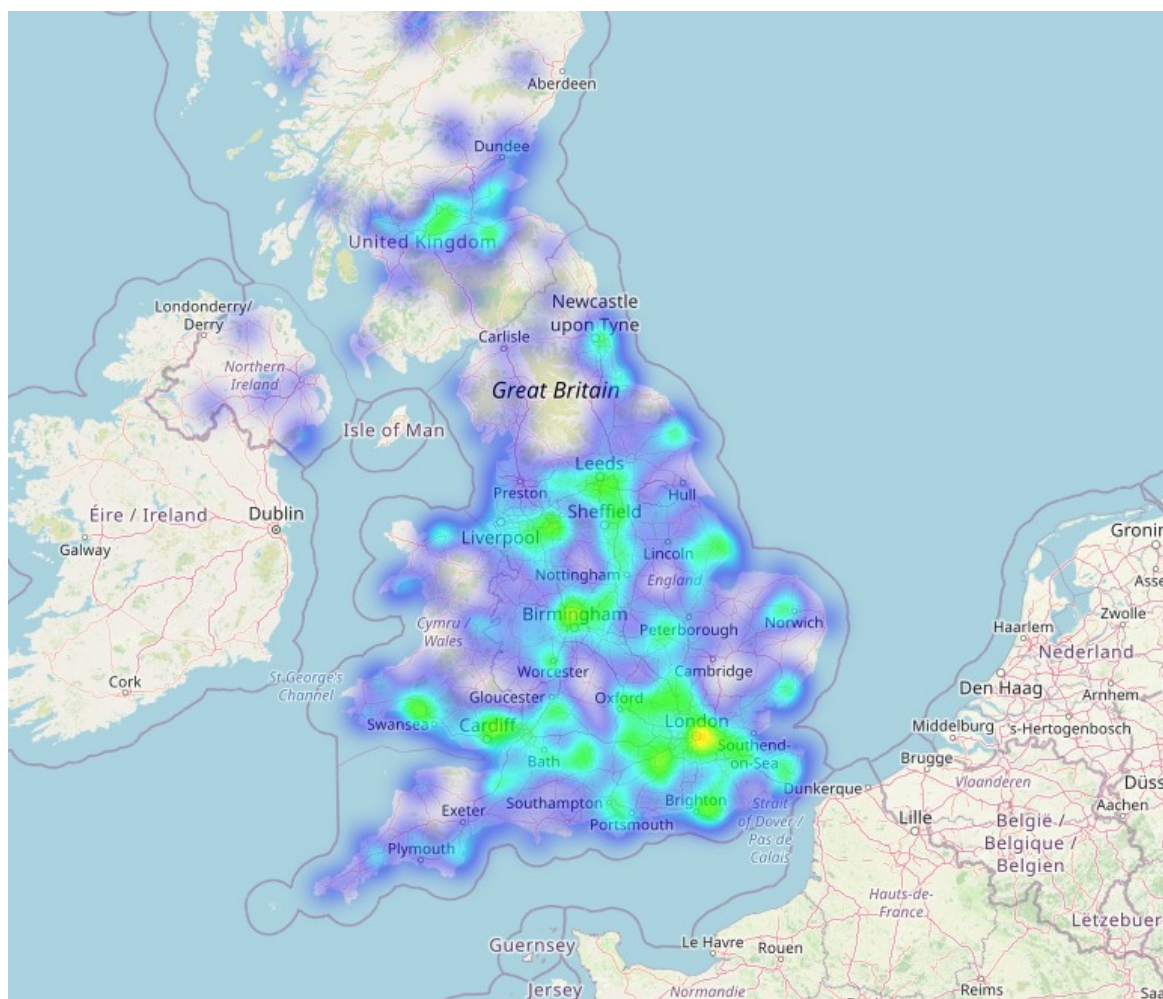 Aberdeen
Dundee
United Kingdom
Londonderry/
Derry
Newcastle
upon Tyne
Carlisle
Northern
Ireland
Great Britain
Isle of Man
Leeds
Preston
Hull
Éire / Ireland
Dublin
Sheffield
Galway
Liverpool
Lincoln
Groni
Nottingham
England
Asse
Birmingham
Cymru /
Wales
Peterborough
Norwich
Haarlem
Zwolle
Nederland
Worcester
Cambridge
Cork
St.George's
Channel
Gloucester
Oxford
Den Haag
Arnhem
Swansea
Cardiff
London
Middelburg
's-Hertogenbosch
Southend-
on-Sea
Bath
Brugge
Vlaanderen
Düss
Dunkerque
Exeter
Southampton
Brighton
Strait
of Dover /
Pas de
Calais
Portsmouth
Lille
Aachen
België /
Belgique /
Belgien
Plymouth
Hauts-de-
France
Lëtzebuer
Guernsey
Le Havre
Rouen
Jersey
Normandie
Reims
Saa